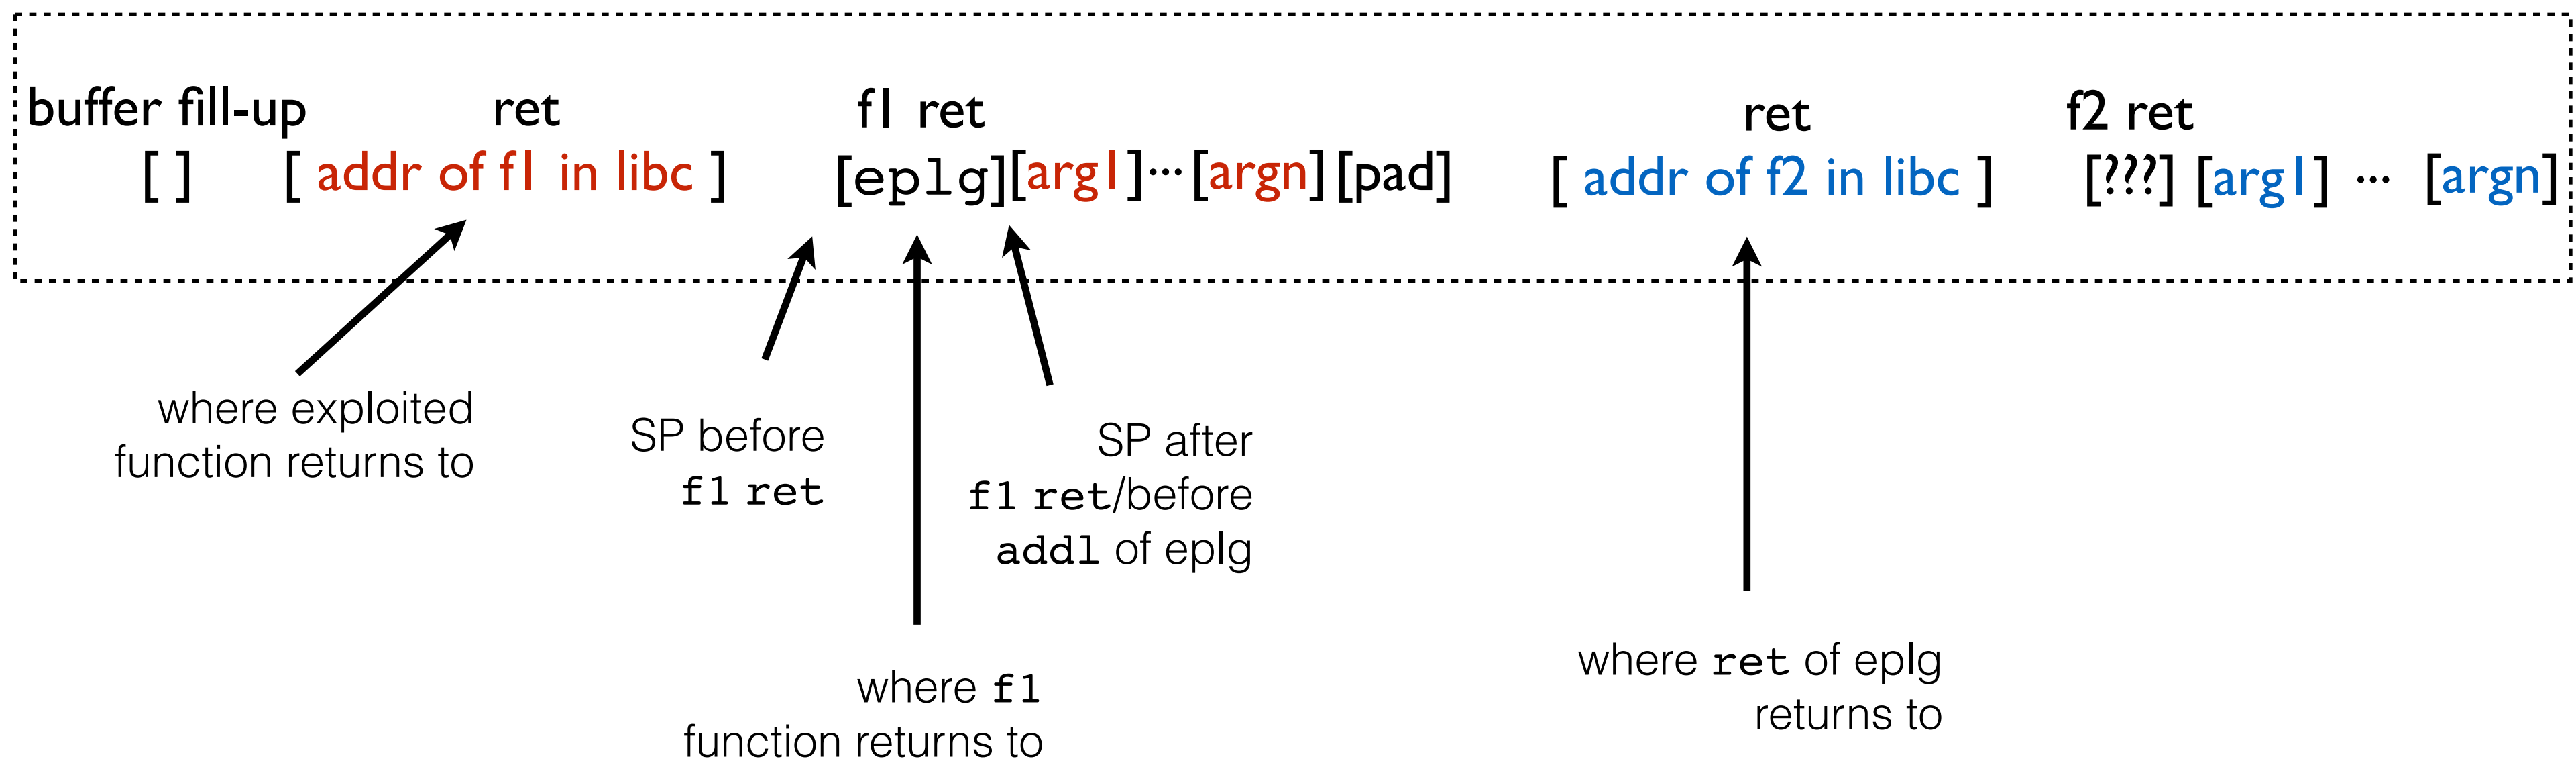 buffer fill-up ret f1 ret ret f2 ret
[ ] [ addr of f1 in libc ] [eplg][arg1]···[argn][pad] [ addr of f2 in libc ] [???] [arg1] ··· [argn]
where exploited
function returns to
SP before
f1 ret
SP after
f1 ret/before
addl of eplg
where f1
function returns to
where ret of eplg
returns to